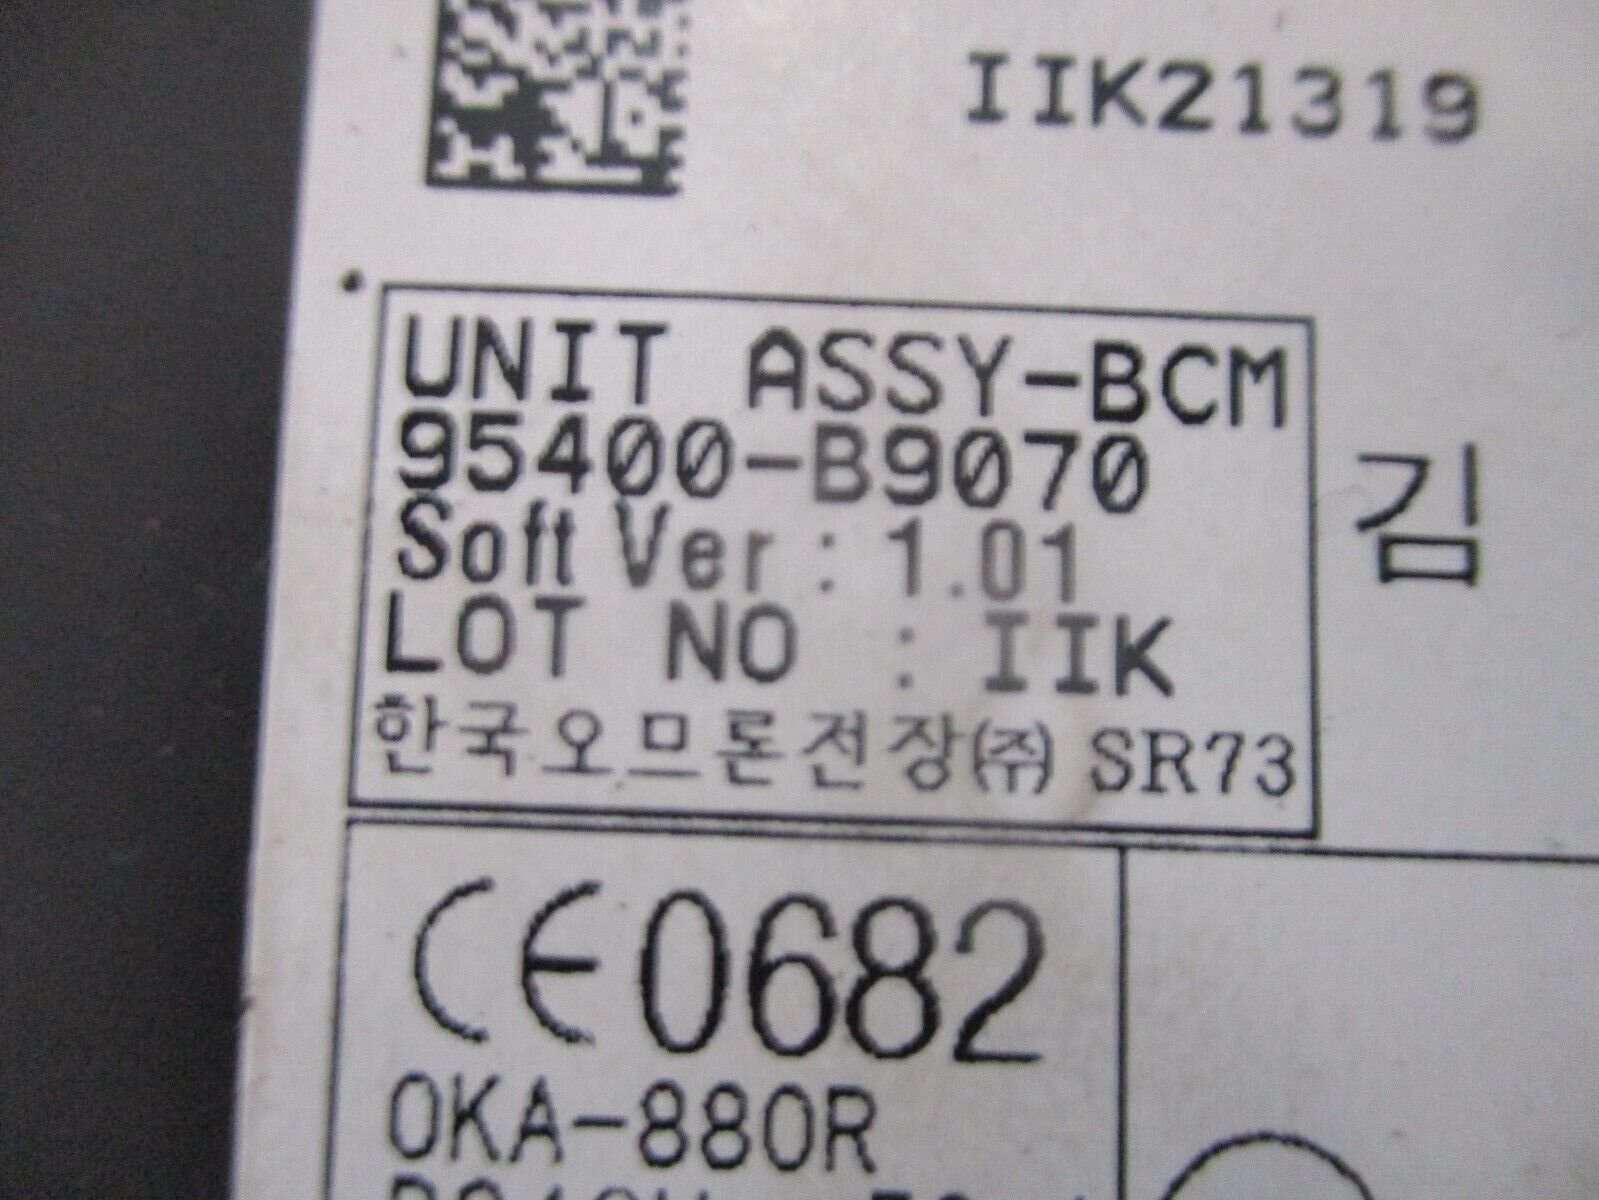 IIK21319
UNIT ASSY-BCM
95400-B9070
Soft Ver : 1.01
LOT NO : IIK
한국오므론전장(주) SR73
김
CE0682
OKA-880R